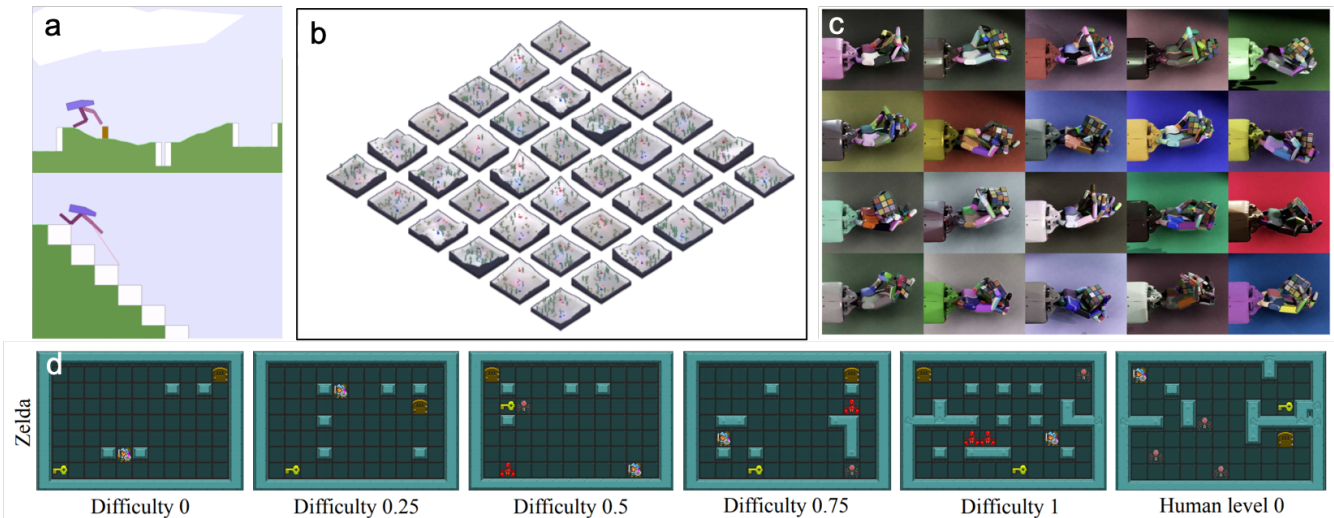 a
b
c
d
Zelda
Difficulty 0
Difficulty 0.25
Difficulty 0.5
Difficulty 0.75
Difficulty 1
Human level 0